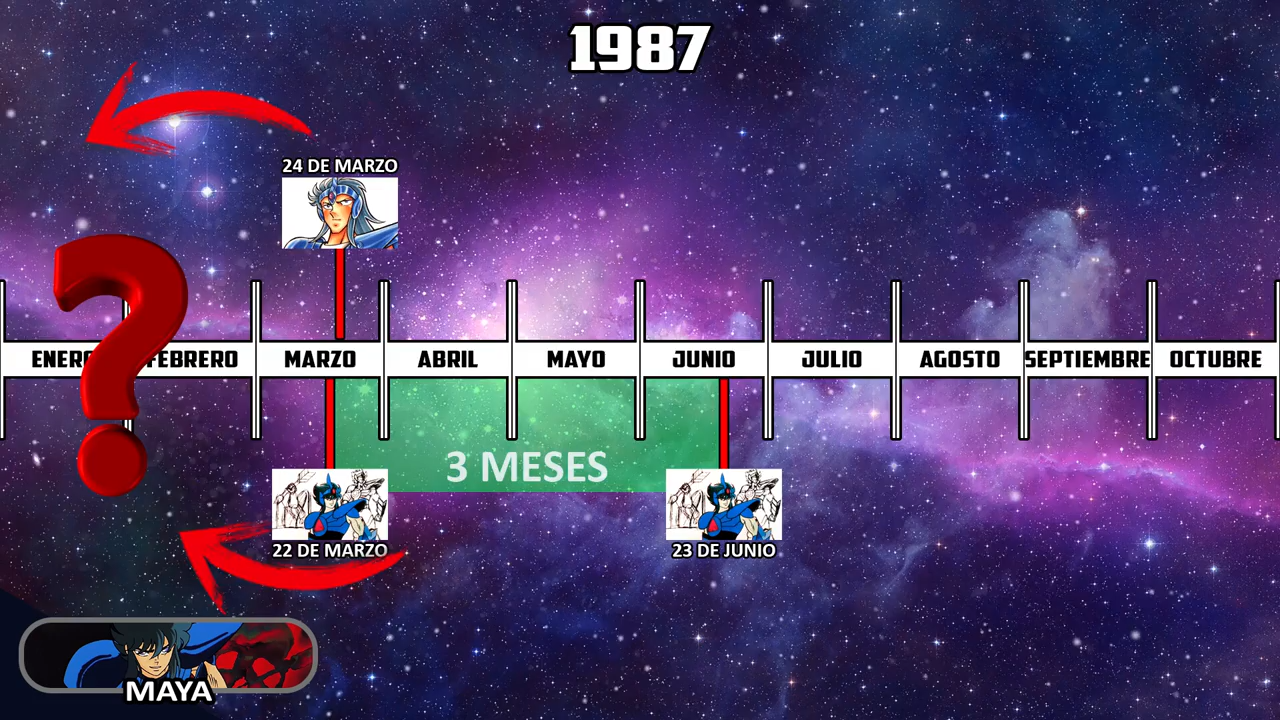 1987
24 DE MARZO
ENERO FEBRERO MARZO ABRIL MAYO JUNIO JULIO AGOSTO SEPTIEMBRE OCTUBRE
3 MESES
22 DE MARZO
23 DE JUNIO
MAYA